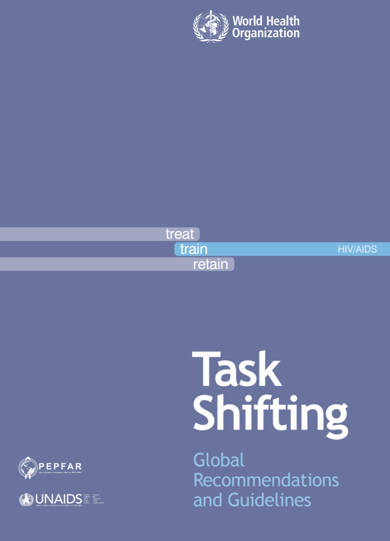 World Health
Organization
treat
train
HIV/AIDS
retain
Task
Shifting
Global
Recommendations
and Guidelines
PEPFAR
UNAIDS